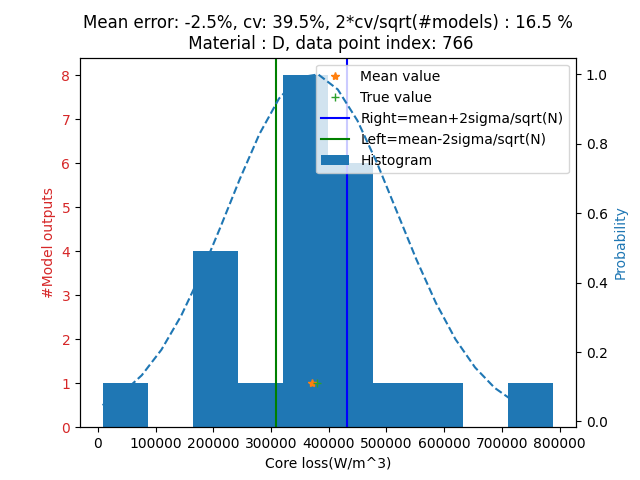 Mean error: -2.5%, cv: 39.5%, 2*cv/sqrt(#models) : 16.5 %
Material : D, data point index: 766
Mean value
True value
Right=mean+2sigma/sqrt(N)
Left=mean-2sigma/sqrt(N)
Histogram
#Model outputs
8
7
6
5
4
3
2
1
0
1.0
0.8
0.6
0.4
0.2
0.0
Probability
0 100000 200000 300000 400000 500000 600000 700000 800000
Core loss(W/m^3)